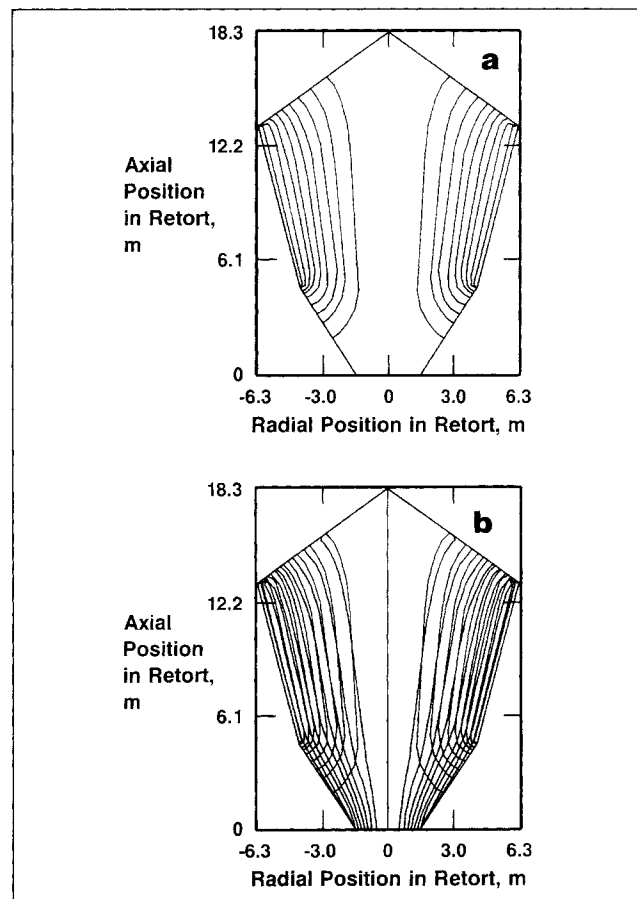 a
18.3
12.2
6.1
0
Axial
Position
in Retort,
m
-6.3 -3.0 0 3.0 6.3
Radial Position in Retort, m
b
18.3
12.2
6.1
0
Axial
Position
in Retort,
m
-6.3 -3.0 0 3.0 6.3
Radial Position in Retort, m